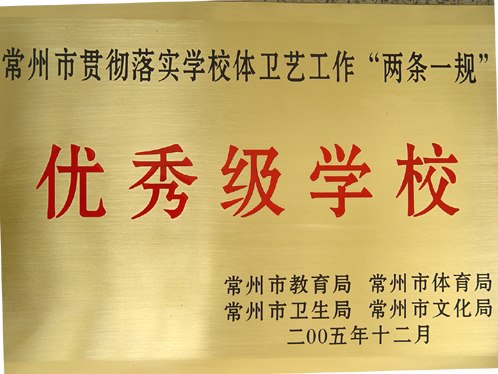 常州市贯彻落实学校体卫艺工作“两条一规”
优秀级学校
常州市教育局 常州市体育局
常州市卫生局 常州市文化局
二00五年十二月